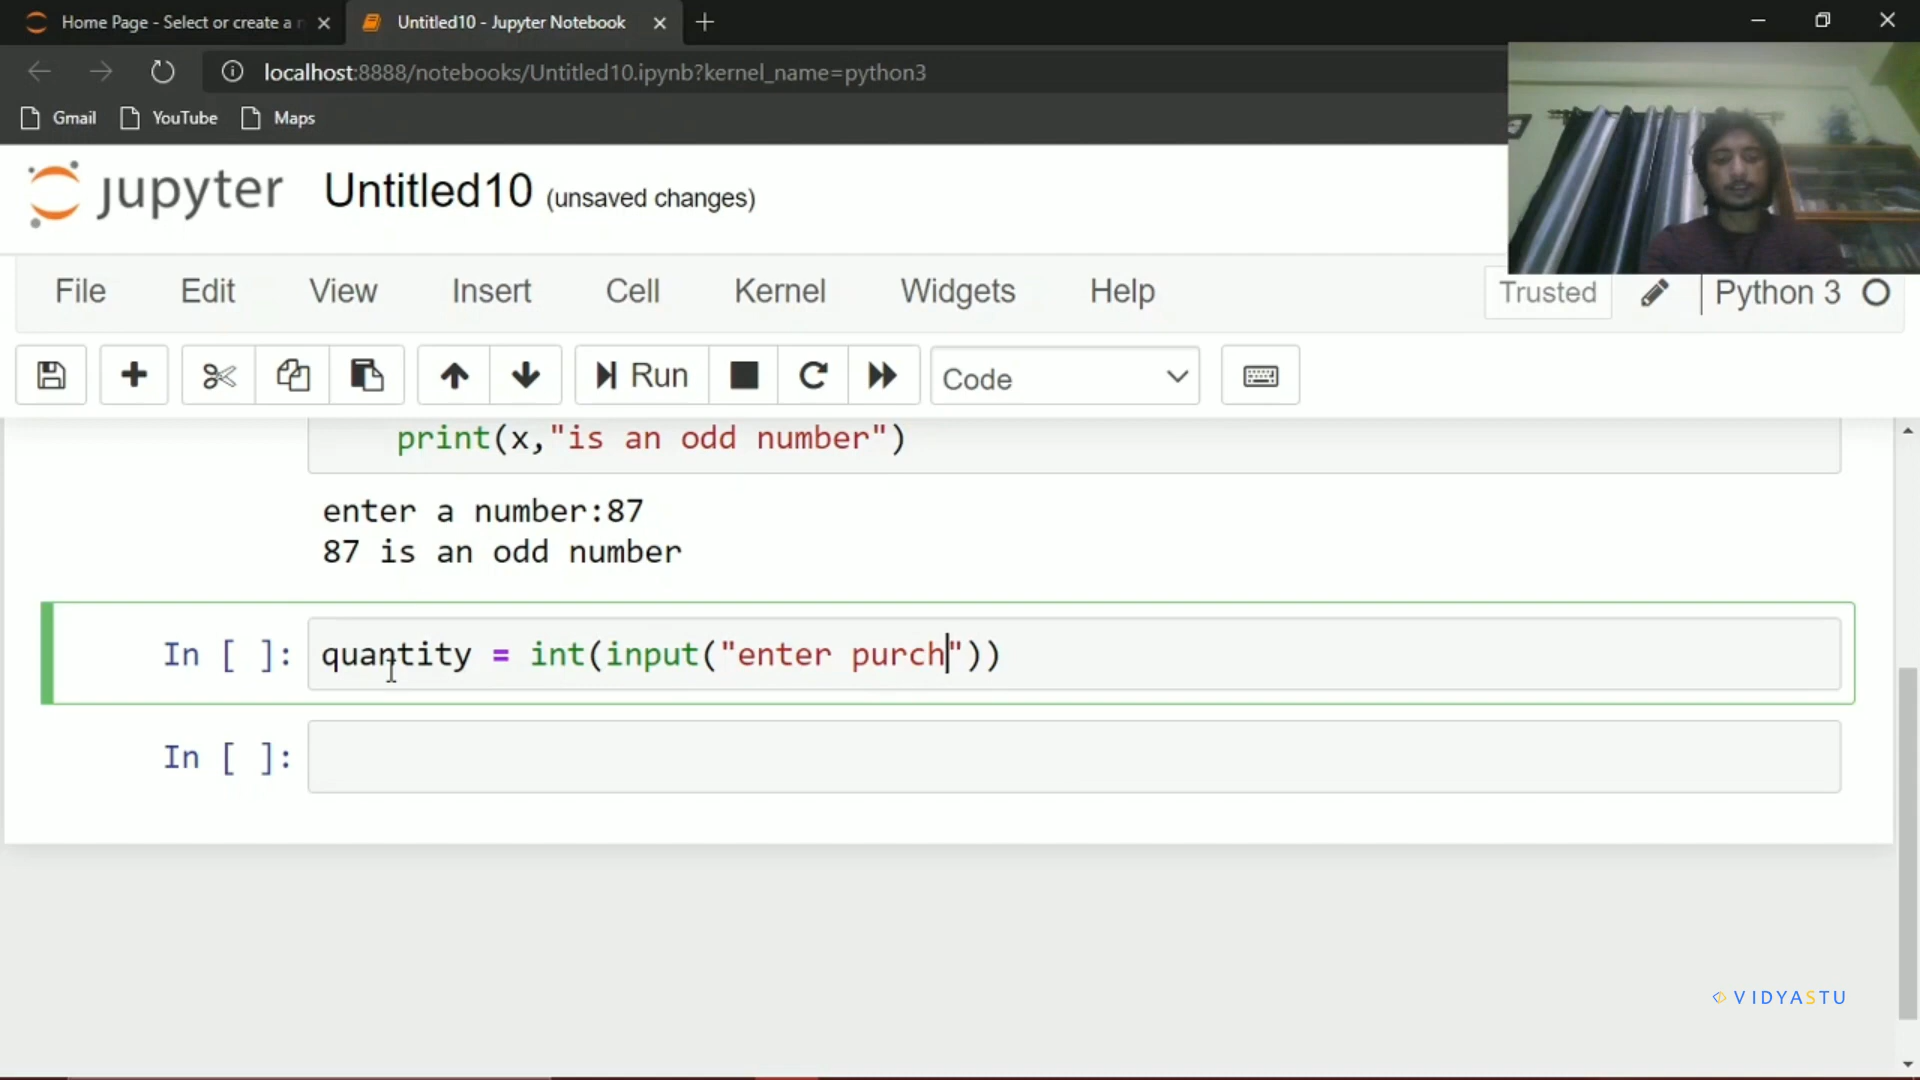 Home Page - Select or create a n
Untitled10 - Jupyter Notebook
localhost:8888/notebooks/Untitled10.ipynb?kernel_name=python3
Gmail YouTube Maps
jupyter Untitled10 (unsaved changes)
File Edit View Insert Cell Kernel Widgets Help Trusted Python 3
Run Code
print(x,"is an odd number")
enter a number:87
87 is an odd number
In [ ]: quantity = int(input("enter purch"))
In [ ]:
VIDYASTU